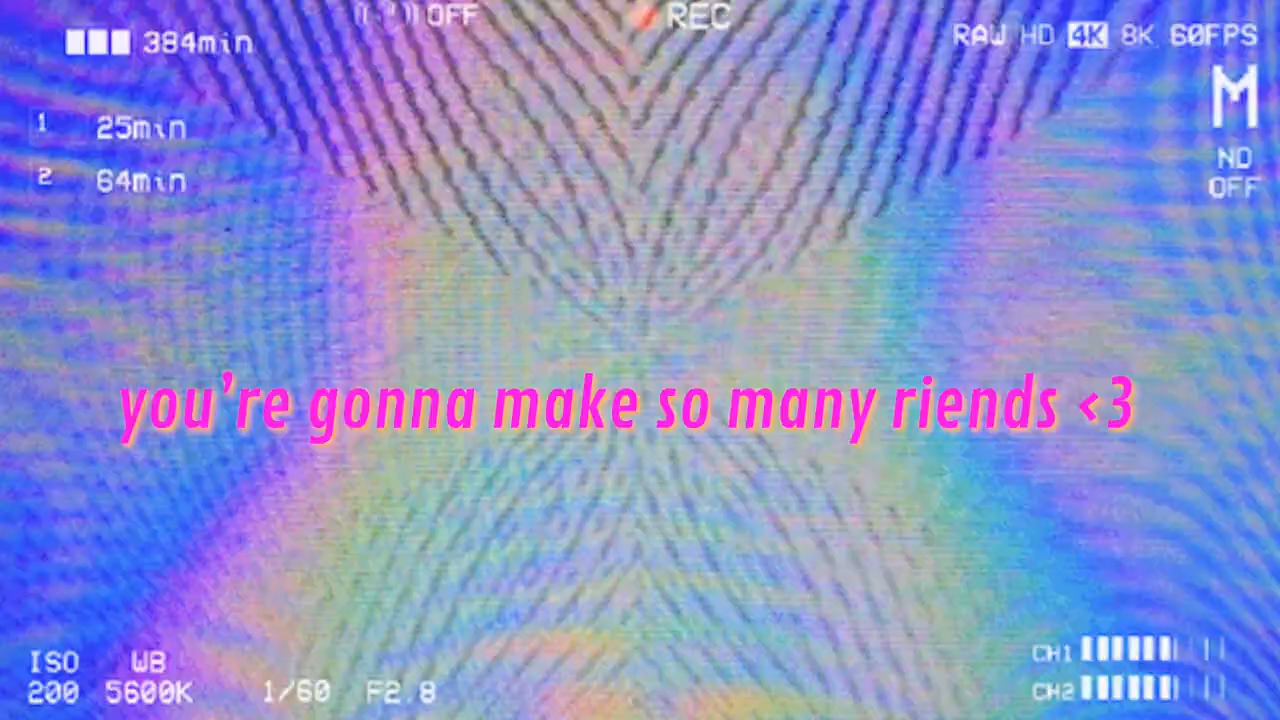 OFF
REC
384min
RAW HD 4K 8K 60FPS
M
1 25min
2 64min
ND
OFF
you’re gonna make so many riends <3
ISO WB
200 5600K 1/60 F2.8
CH1
CH2